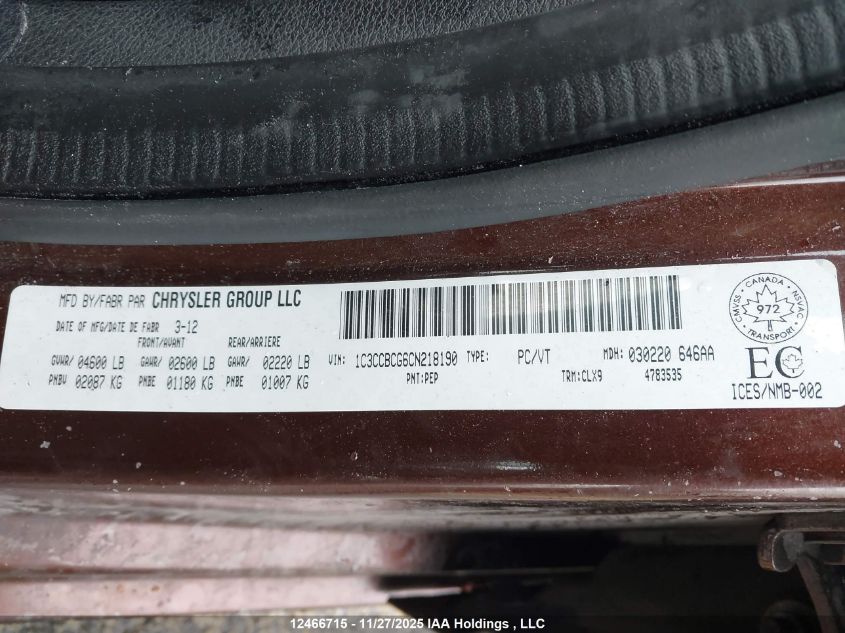 MFD BY/FABR PAR CHRYSLER GROUP LLC
DATE OF MFG/DATE DE FABR 3-12
FRONT/AVANT REAR/ARRIERE
GVWR/ 04600 LB GAWR/ 02600 LB GAWR/ 02220 LB
PNBV 02087 KG PNBE 01180 KG PNBE 01007 KG
VIN: 1C3CCBCG6CN218190 TYPE: PC/VT MDH: 030220 646AA
PNT:PEP TRM:CLX9 4783535
CANADA
CMVSS NSVAC
972
TRANSPORT
EC
ICES/NMB-002
12466715 - 11/27/2025 IAA Holdings , LLC